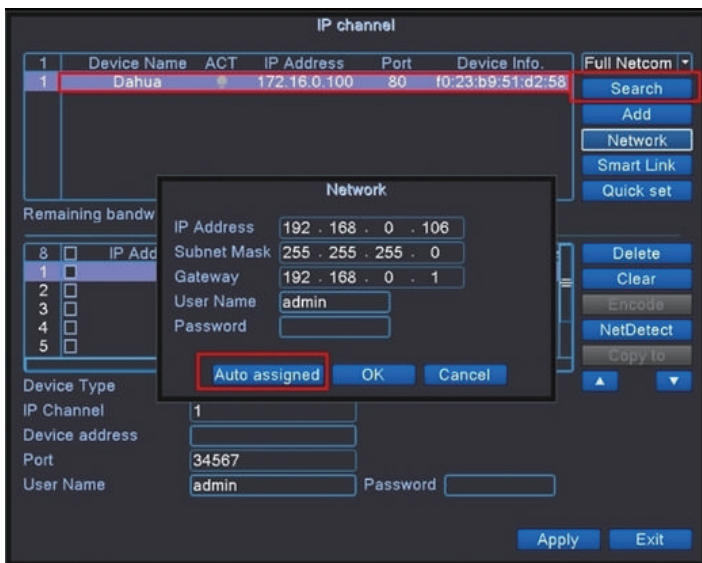 IP channel
1 Device Name ACT IP Address Port Device Info. Full Netcom
1 Dahua 172.16.0.100 80 f0:23:b9:51:d2:58 Search
Add
Network
Smart Link
Quick set
Remaining bandw
Network
IP Address 192 . 168 . 0 . 106
Subnet Mask 255 . 255 . 255 . 0
Gateway 192 . 168 . 0 . 1
User Name admin
Password
Auto assigned OK Cancel
8 IP Add Delete
1 Clear
2
3 Encode
4 NetDetect
5 Copy to
Device Type
IP Channel 1
Device address
Port 34567
User Name admin Password
Apply Exit